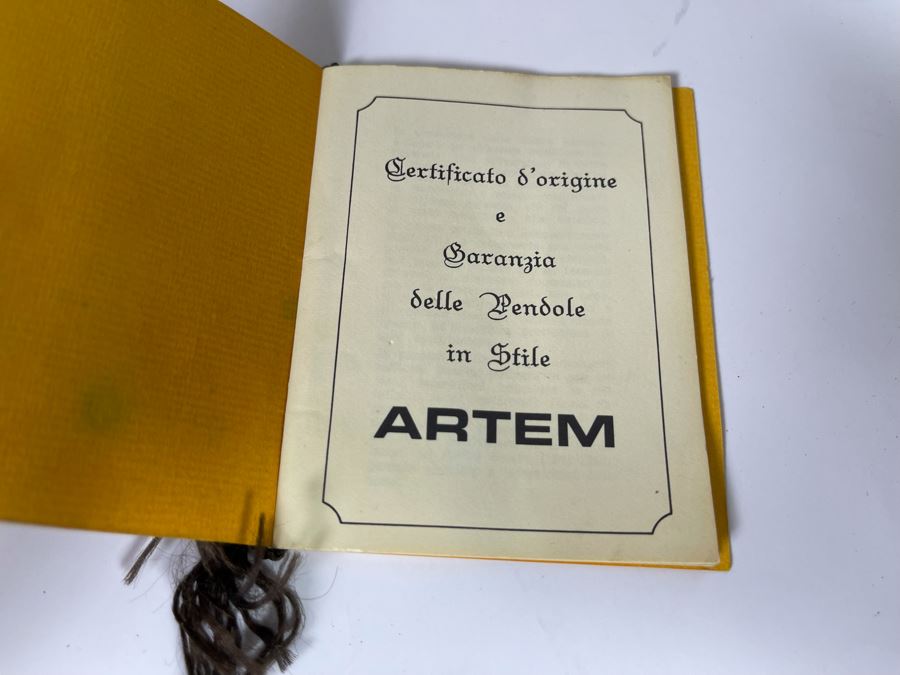 Certificato d'origine
e
Garanzia
delle Pendole
in Stile
ARTEM